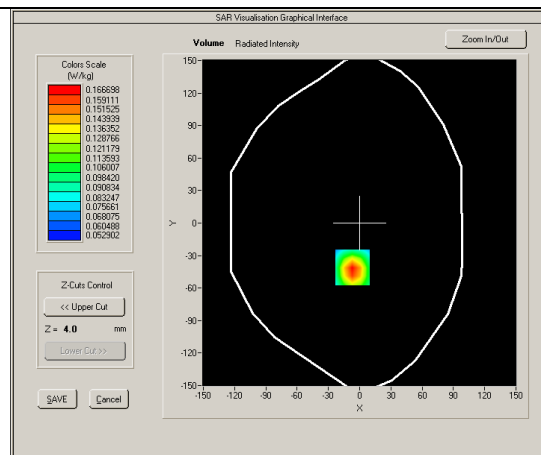 SAR Visualisation Graphical Interface
Volume Radiated Intensity
Zoom In/Out
Colors Scale
(W/kg)
0.166698
0.159111
0.151525
0.143939
0.136352
0.128766
0.121179
0.113593
0.106007
0.098420
0.090834
0.083247
0.075661
0.068075
0.060488
0.052902
Z-Cuts Control
<< Upper Cut
Z = 4.0 mm
Lower Cut >>
SAVE
Cancel
150
120
90
60
30
0
-30
-60
-90
-120
-150
Y
-150 -120 -90 -60 -30 0 30 60 90 120 150
X